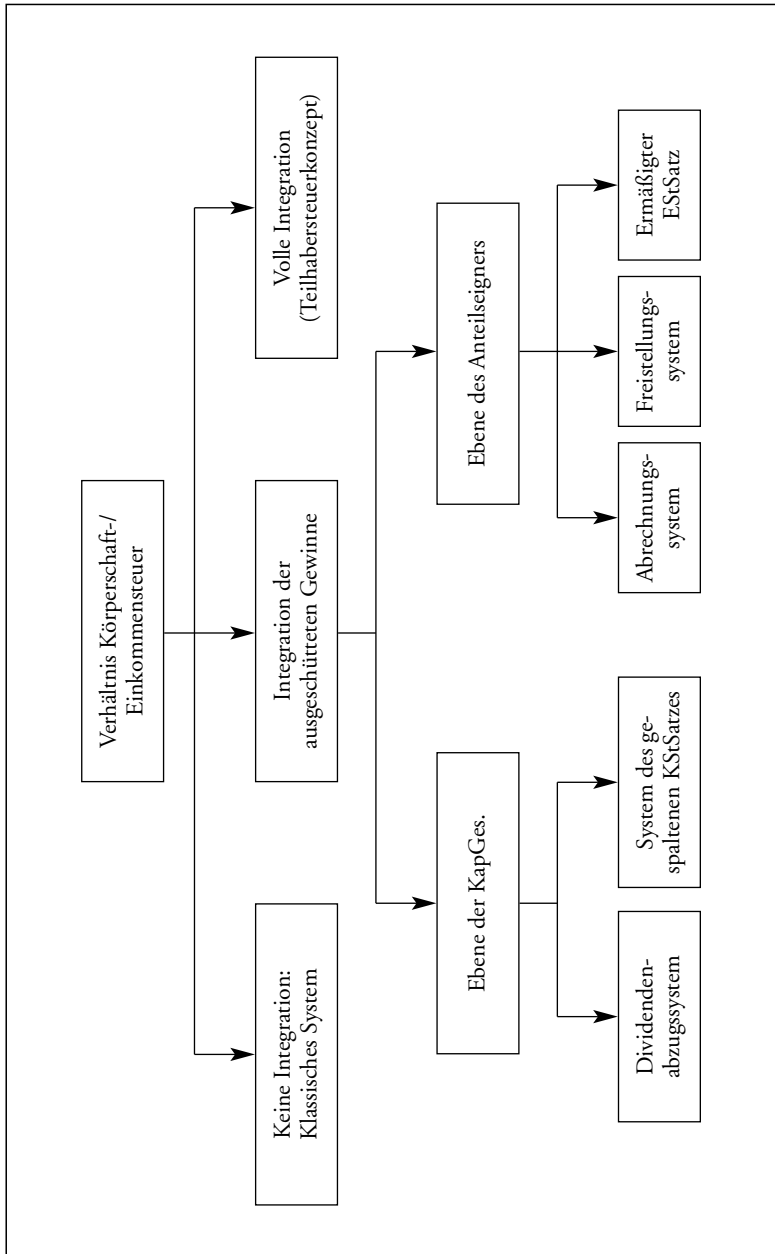 Verhältnis Körperschaft-/
Einkommensteuer
Keine Integration:
Klassisches System
Integration der
ausgeschütteten Gewinne
Volle Integration
(Teilhabersteuerkonzept)
Ebene der KapGes.
Ebene des Anteilseigners
Dividenden-
abzugssystem
System des ge-
spaltenen KStSatzes
Abrechnungs-
system
Freistellungs-
system
Ermäßigter
EStSatz